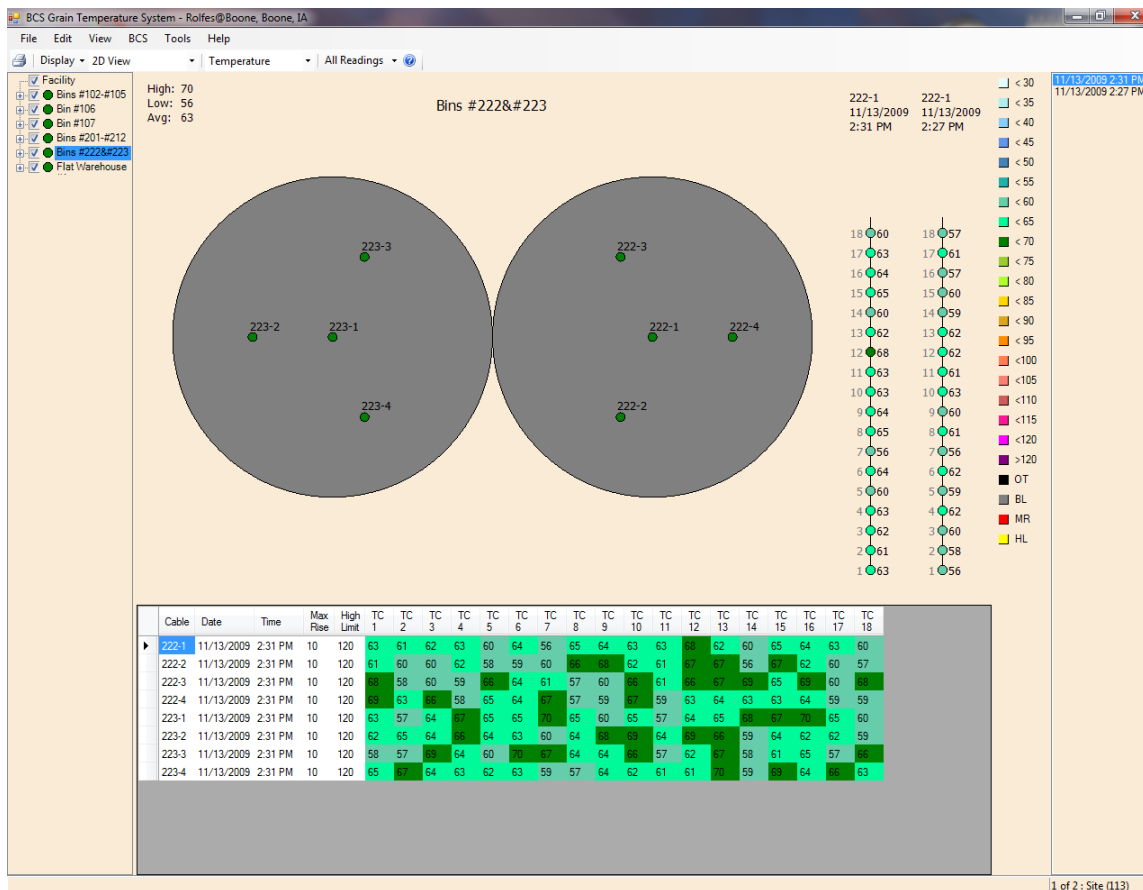 BCS Grain Temperature System - Rolfes@Boone, Boone, IA
File Edit View BCS Tools Help
Display 2D View Temperature All Readings
Facility
Bins #102-#105
Bin #106
Bin #107
Bins #201-#212
Bins #222&#223
Flat Warehouse
High: 70
Low: 56
Avg: 63
Bins #222&#223
223-3
223-2
223-1
223-4
222-3
222-1
222-4
222-2
222-1
11/13/2009
2:31 PM
18 60
17 63
16 64
15 65
14 60
13 62
12 68
11 63
10 63
9 64
8 65
7 56
6 64
5 60
4 63
3 62
2 61
1 63
222-1
11/13/2009
2:27 PM
18 57
17 61
16 57
15 60
14 59
13 62
12 62
11 61
10 63
9 60
8 61
7 56
6 62
5 59
4 62
3 60
2 58
1 56
< 30
< 35
< 40
< 45
< 50
< 55
< 60
< 65
< 70
< 75
< 80
< 85
< 90
< 95
<100
<105
<110
<115
<120
>120
OT
BL
MR
HL
11/13/2009 2:31 PM
11/13/2009 2:27 PM
Cable Date Time Max Rise High Limit TC 1 TC 2 TC 3 TC 4 TC 5 TC 6 TC 7 TC 8 TC 9 TC 10 TC 11 TC 12 TC 13 TC 14 TC 15 TC 16 TC 17 TC 18
222-1 11/13/2009 2:31 PM 10 120 63 61 62 63 60 64 56 65 64 63 63 68 62 60 65 64 63 60
222-2 11/13/2009 2:31 PM 10 120 61 60 60 62 58 59 60 66 68 62 61 67 67 56 67 62 60 57
222-3 11/13/2009 2:31 PM 10 120 68 58 60 59 66 64 61 57 60 66 61 66 67 69 65 69 60 68
222-4 11/13/2009 2:31 PM 10 120 69 63 66 58 65 64 67 57 59 67 59 63 64 63 63 64 59 59
223-1 11/13/2009 2:31 PM 10 120 63 57 64 67 65 65 70 65 60 65 57 64 65 68 67 70 65 60
223-2 11/13/2009 2:31 PM 10 120 62 65 64 66 64 63 60 64 68 69 64 69 66 59 64 62 62 59
223-3 11/13/2009 2:31 PM 10 120 58 57 69 64 60 70 67 64 64 66 57 62 67 58 61 65 57 66
223-4 11/13/2009 2:31 PM 10 120 65 67 64 63 62 63 59 57 64 62 61 61 70 59 69 64 66 63
1 of 2 : Site (113)